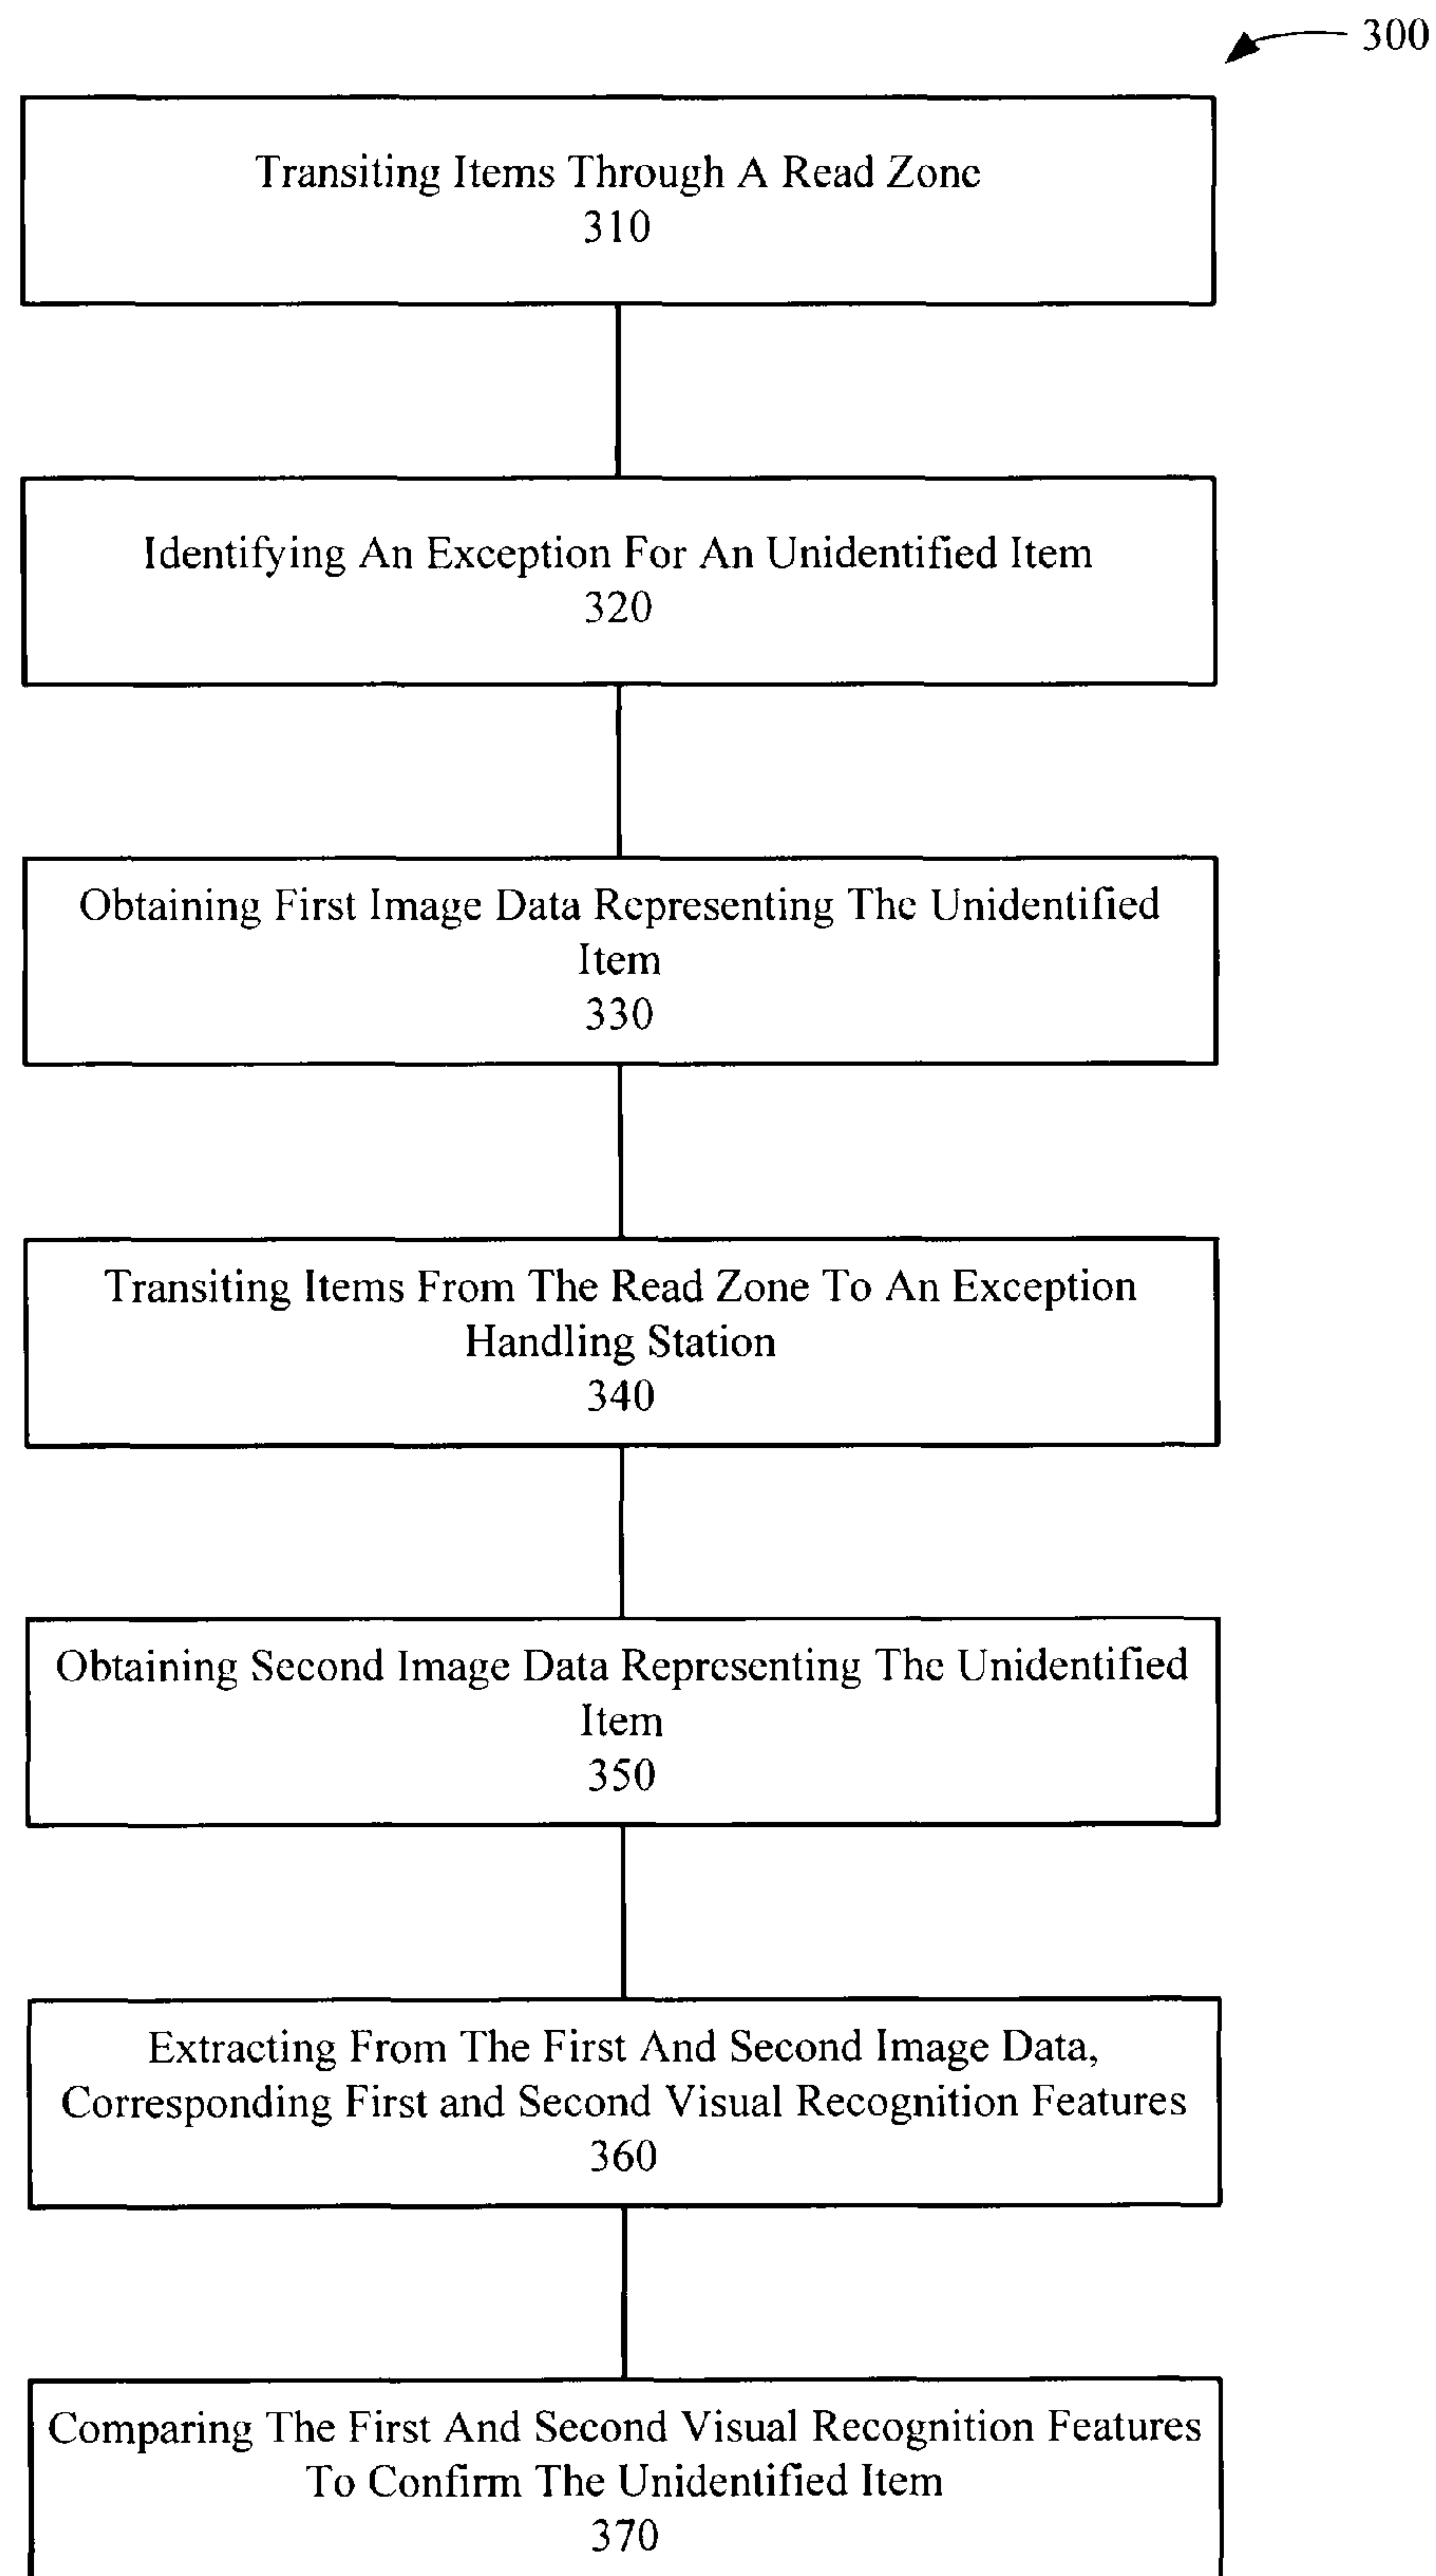 300
Transiting Items Through A Read Zone
310
Identifying An Exception For An Unidentified Item
320
Obtaining First Image Data Representing The Unidentified
Item
330
Transiting Items From The Read Zone To An Exception
Handling Station
340
Obtaining Second Image Data Representing The Unidentified
Item
350
Extracting From The First And Second Image Data,
Corresponding First and Second Visual Recognition Features
360
Comparing The First And Second Visual Recognition Features
To Confirm The Unidentified Item
370